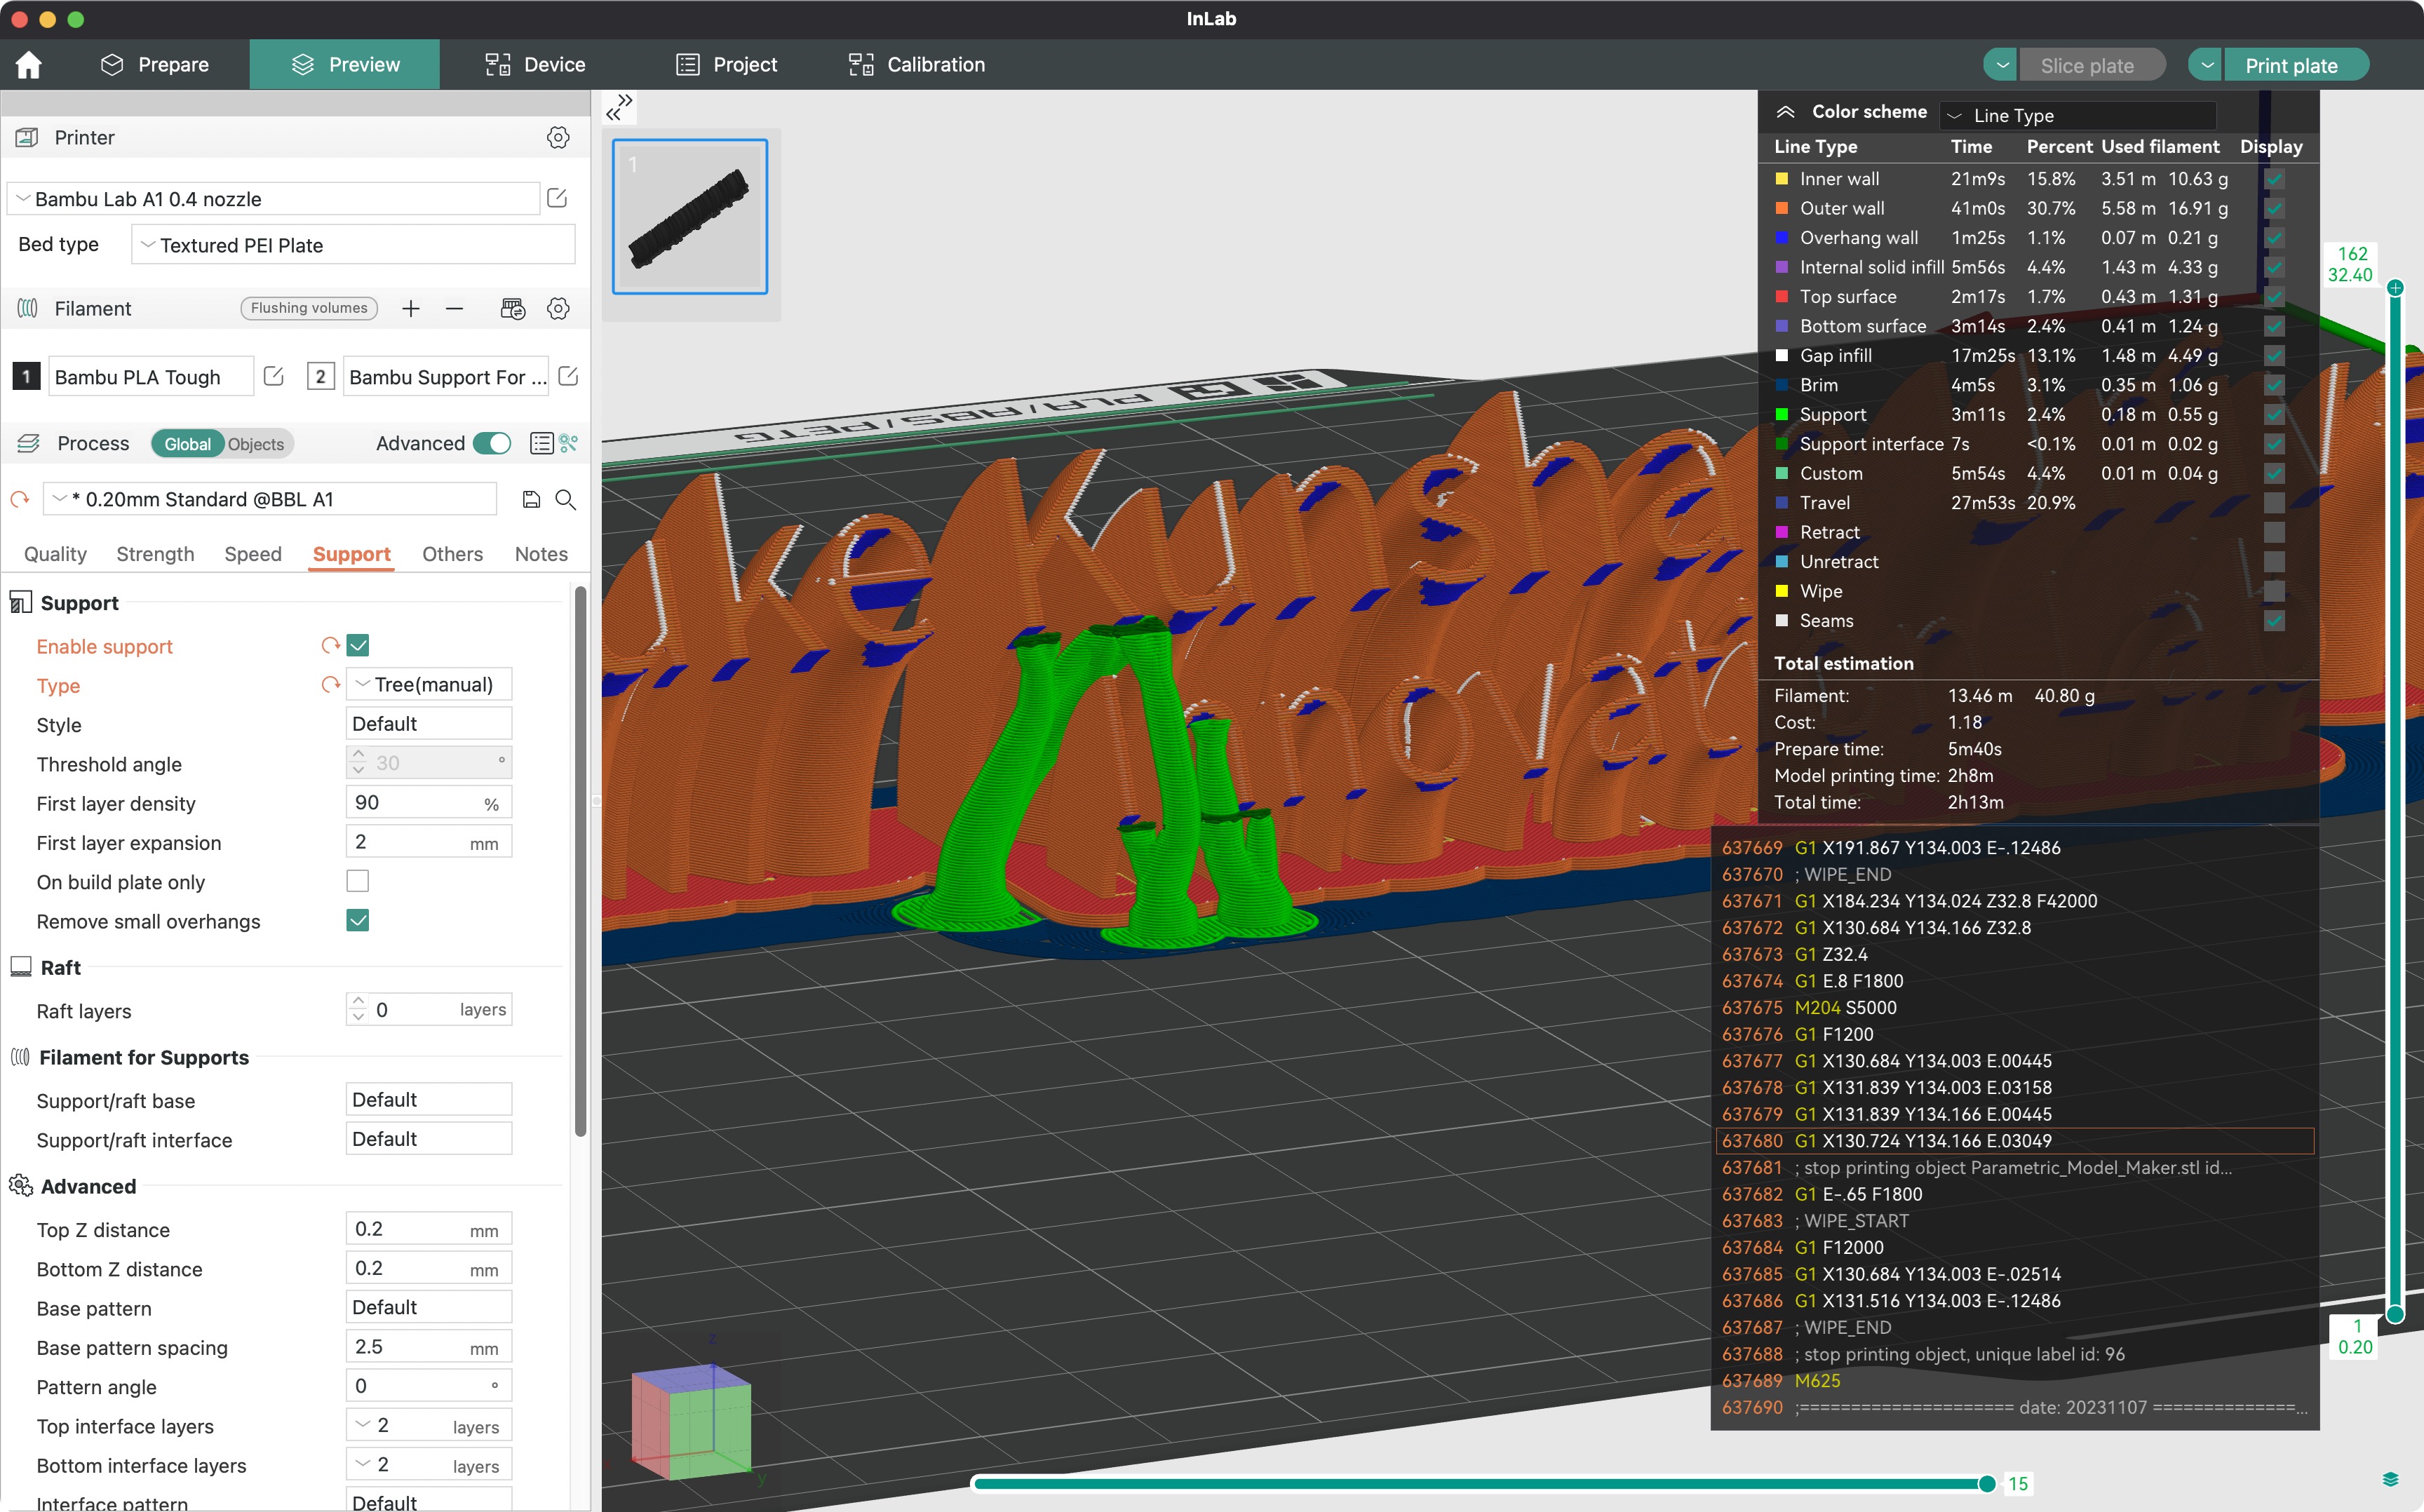 InLab
Prepare
Preview
Device
Project
Calibration
Slice plate
Print plate
Printer
Bambu Lab A1 0.4 nozzle
Bed type
Textured PEI Plate
Filament
Flushing volumes
1
Bambu PLA Tough
2
Bambu Support For ...
Process
Global
Objects
Advanced
* 0.20mm Standard @BBL A1
Quality Strength Speed Support Others Notes
Support
Enable support
Type Tree(manual)
Style Default
Threshold angle 30 °
First layer density 90 %
First layer expansion 2 mm
On build plate only
Remove small overhangs
Raft
Raft layers 0 layers
Filament for Supports
Support/raft base Default
Support/raft interface Default
Advanced
Top Z distance 0.2 mm
Bottom Z distance 0.2 mm
Base pattern Default
Base pattern spacing 2.5 mm
Pattern angle 0 °
Top interface layers 2 layers
Bottom interface layers 2 layers
Interface pattern Default
1
PLA/ABS/PETG
uke Kunsha
Innovat
z
y
Color scheme Line Type
Line Type Time Percent Used filament Display
Inner wall 21m9s 15.8% 3.51 m 10.63 g
Outer wall 41m0s 30.7% 5.58 m 16.91 g
Overhang wall 1m25s 1.1% 0.07 m 0.21 g
Internal solid infill 5m56s 4.4% 1.43 m 4.33 g
Top surface 2m17s 1.7% 0.43 m 1.31 g
Bottom surface 3m14s 2.4% 0.41 m 1.24 g
Gap infill 17m25s 13.1% 1.48 m 4.49 g
Brim 4m5s 3.1% 0.35 m 1.06 g
Support 3m11s 2.4% 0.18 m 0.55 g
Support interface 7s <0.1% 0.01 m 0.02 g
Custom 5m54s 4.4% 0.01 m 0.04 g
Travel 27m53s 20.9%
Retract
Unretract
Wipe
Seams
Total estimation
Filament: 13.46 m 40.80 g
Cost: 1.18
Prepare time: 5m40s
Model printing time: 2h8m
Total time: 2h13m
637669 G1 X191.867 Y134.003 E-.12486
637670 ; WIPE_END
637671 G1 X184.234 Y134.024 Z32.8 F42000
637672 G1 X130.684 Y134.166 Z32.8
637673 G1 Z32.4
637674 G1 E.8 F1800
637675 M204 S5000
637676 G1 F1200
637677 G1 X130.684 Y134.003 E.00445
637678 G1 X131.839 Y134.003 E.03158
637679 G1 X131.839 Y134.166 E.00445
637680 G1 X130.724 Y134.166 E.03049
637681 ; stop printing object Parametric_Model_Maker.stl id...
637682 G1 E-.65 F1800
637683 ; WIPE_START
637684 G1 F12000
637685 G1 X130.684 Y134.003 E-.02514
637686 G1 X131.516 Y134.003 E-.12486
637687 ; WIPE_END
637688 ; stop printing object, unique label id: 96
637689 M625
637690 ;===================== date: 20231107 ==============...
162
32.40
1
0.20
15